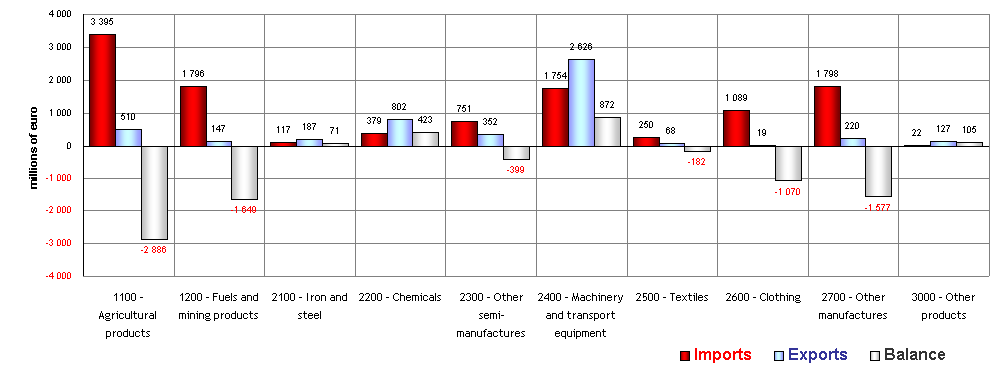 4 000
3 000
2 000
1 000
0
-1 000
-2 000
-3 000
-4 000
millions of euro
3 395
510
-2 886
1 796
147
-1 649
117
187
71
379
802
423
751
352
-399
1 754
2 626
872
250
68
-182
1 089
19
-1 070
1 798
220
-1 577
22
127
105
1100 -
Agricultural
products
1200 - Fuels and
mining products
2100 - Iron and
steel
2200 - Chemicals
2300 - Other
semi-
manufactures
2400 - Machinery
and transport
equipment
2500 - Textiles
2600 - Clothing
2700 - Other
manufactures
3000 - Other
products
Imports Exports Balance